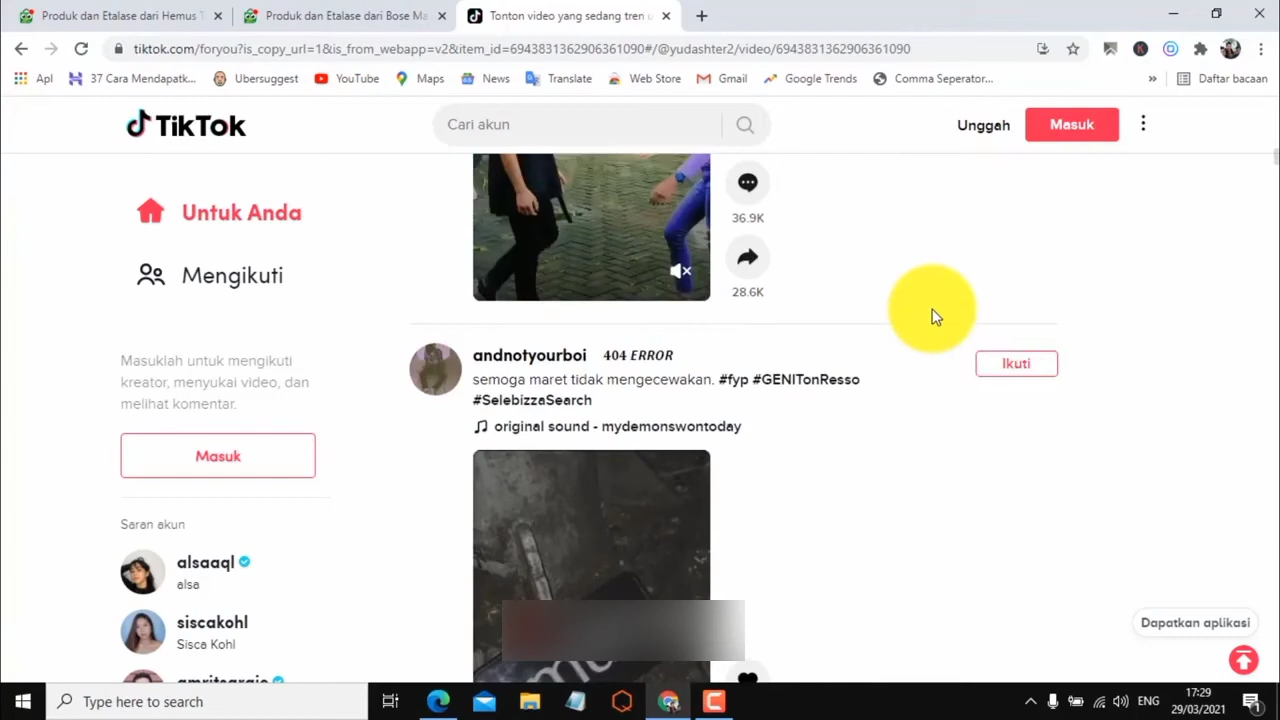 Produk dan Etalase dari Hemus T
Produk dan Etalase dari Bose Ma
Tonton video yang sedang tren u
tiktok.com/foryou?is_copy_url=1&is_from_webapp=v2&item_id=6943831362906361090#/@yudashter2/video/6943831362906361090
Apl
37 Cara Mendapatk...
Ubersuggest
YouTube
Maps
News
Translate
Web Store
Gmail
Google Trends
Comma Seperator...
»
Daftar bacaan
TikTok
Cari akun
Unggah
Masuk
Untuk Anda
Mengikuti
36.9K
28.6K
Masuklah untuk mengikuti
kreator, menyukai video, dan
melihat komentar.
Masuk
andnotyourboi 404 ERROR
Ikuti
semoga maret tidak mengecewakan. #fyp #GENITonResso
#SelebizzaSearch
original sound - mydemonswontoday
Saran akun
alsaaql
alsa
siscakohl
Sisca Kohl
Dapatkan aplikasi
Type here to search
ENG
17:29
29/03/2021
1